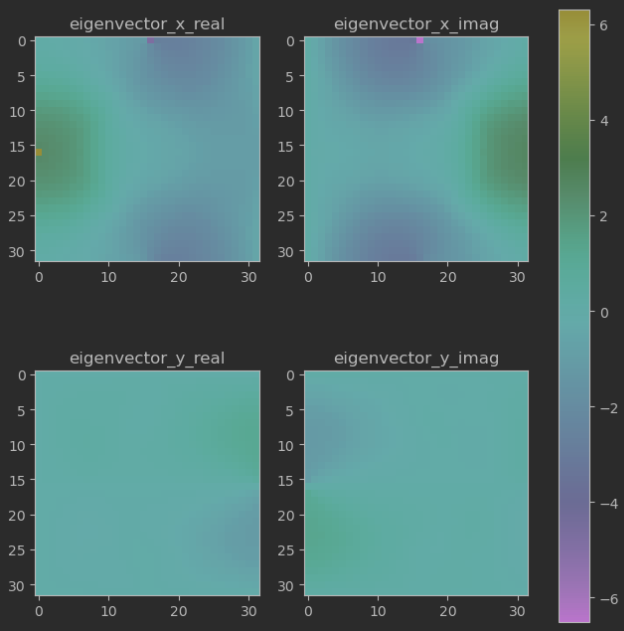 eigenvector_x_real eigenvector_x_imag
0 0 6
5 5
10 10 4
15 15
20 20 2
25 25
30 30
0 10 20 30 0 10 20 30
0
eigenvector_y_real eigenvector_y_imag
0 0
5 5 −2
10 10
15 15
20 20 −4
25 25
30 30 −6
0 10 20 30 0 10 20 30